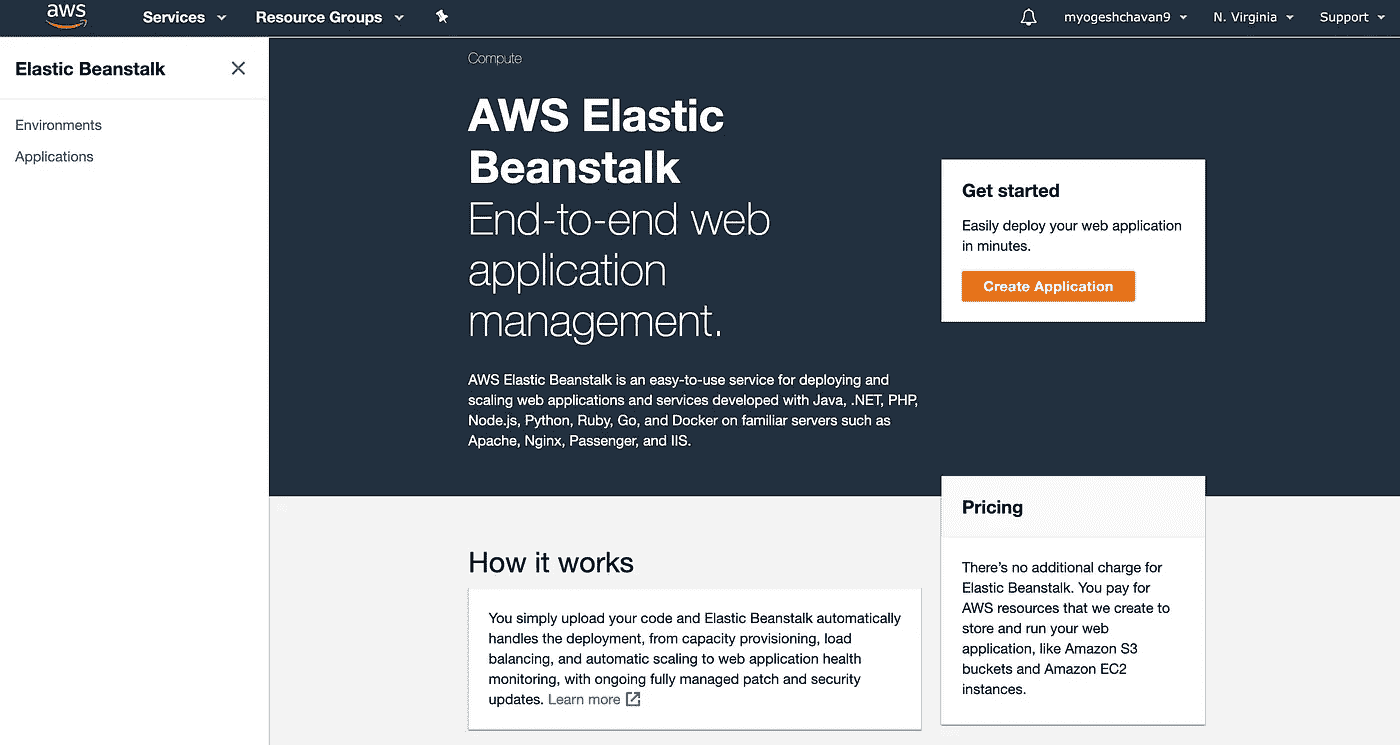 aws
Services
Resource Groups
myogeshchavan9
N. Virginia
Support
Elastic Beanstalk
Environments
Applications
Compute
AWS Elastic
Beanstalk
End-to-end web
application
management.
AWS Elastic Beanstalk is an easy-to-use service for deploying and
scaling web applications and services developed with Java, .NET, PHP,
Node.js, Python, Ruby, Go, and Docker on familiar servers such as
Apache, Nginx, Passenger, and IIS.
Get started
Easily deploy your web application
in minutes.
Create Application
How it works
You simply upload your code and Elastic Beanstalk automatically
handles the deployment, from capacity provisioning, load
balancing, and automatic scaling to web application health
monitoring, with ongoing fully managed patch and security
updates. Learn more
Pricing
There’s no additional charge for
Elastic Beanstalk. You pay for
AWS resources that we create to
store and run your web
application, like Amazon S3
buckets and Amazon EC2
instances.